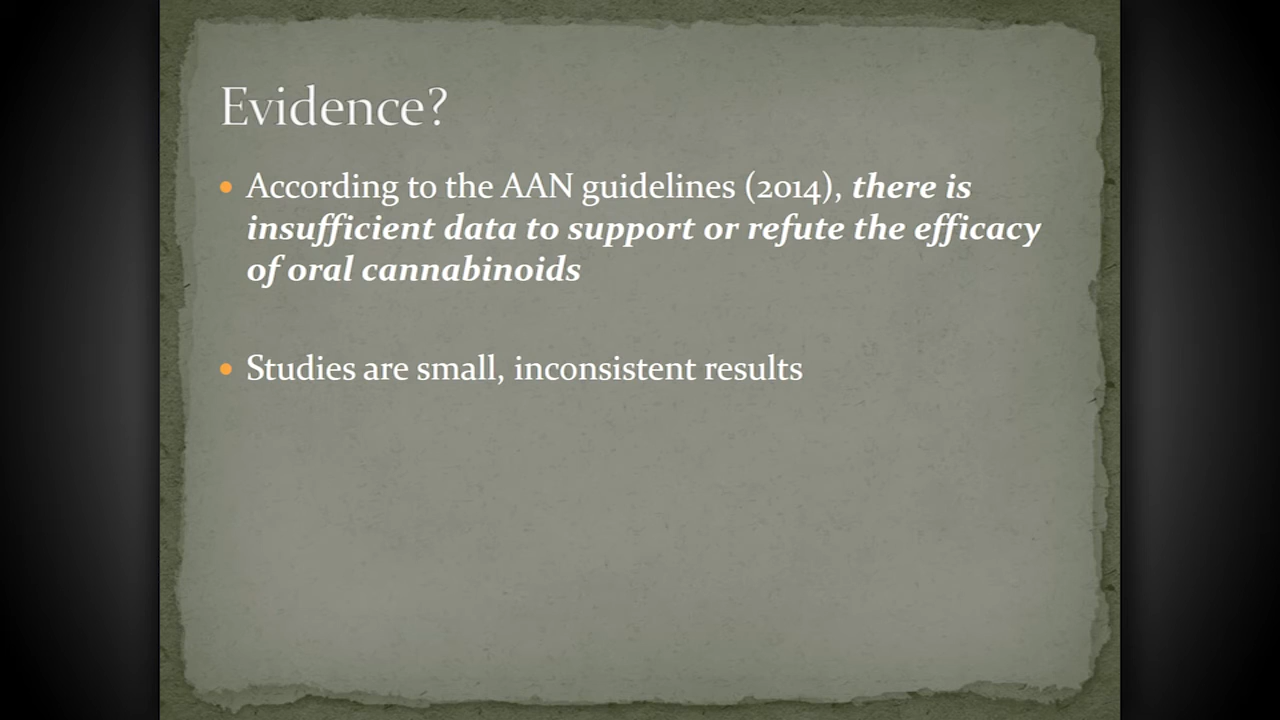 Evidence?
According to the AAN guidelines (2014), there is
insufficient data to support or refute the efficacy
of oral cannabinoids
Studies are small, inconsistent results